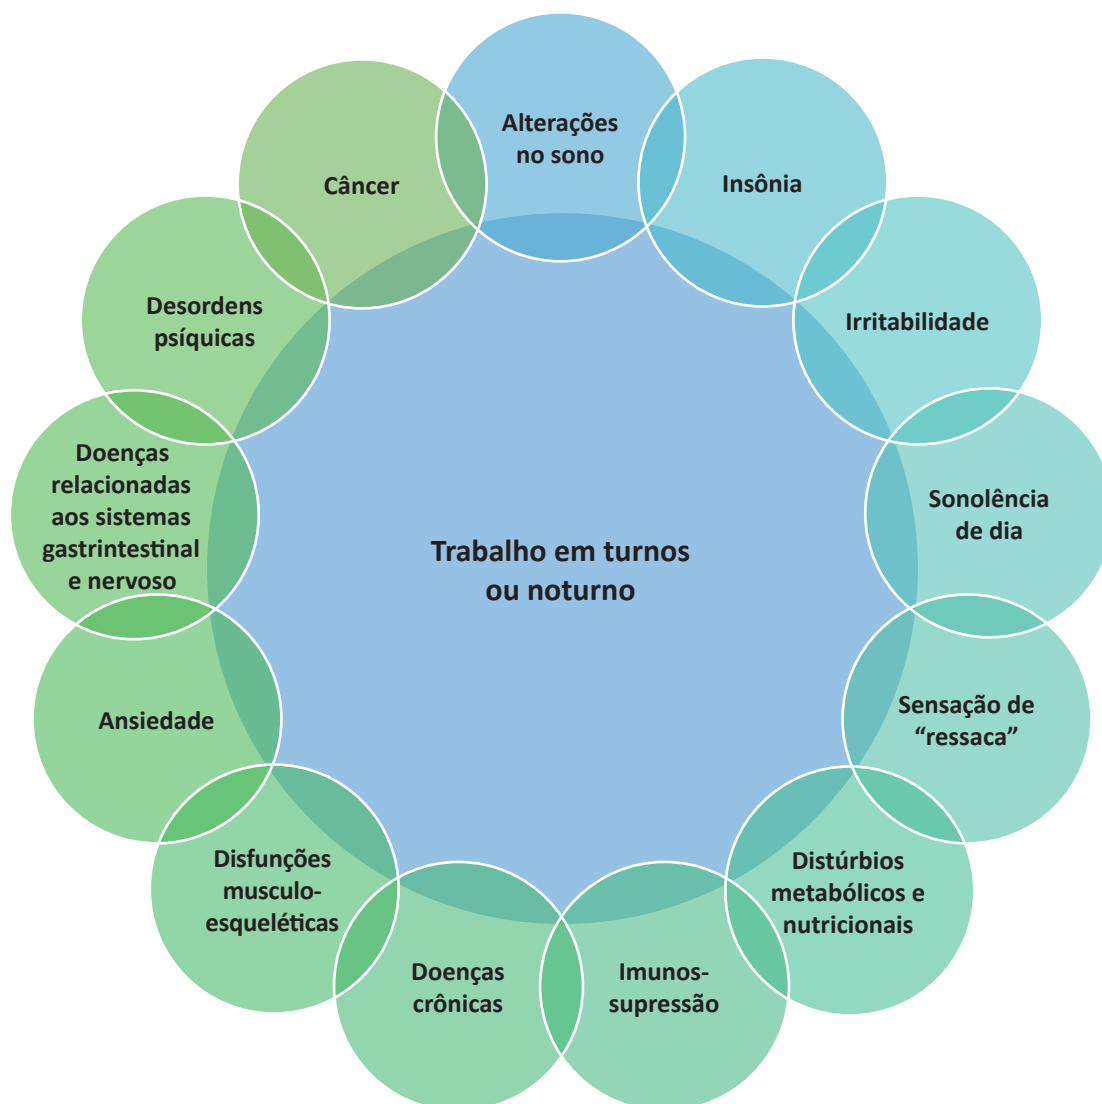 Alterações
no sono
Insônia
Irritabilidade
Sonolência
de dia
Sensação de
“ressaca”
Distúrbios
metabólicos e
nutricionais
Imunos-
supressão
Doenças
crônicas
Disfunções
musculo-
esqueléticas
Ansiedade
Doenças
relacionadas
aos sistemas
gastrintestinal
e nervoso
Desordens
psíquicas
Câncer
Trabalho em turnos
ou noturno